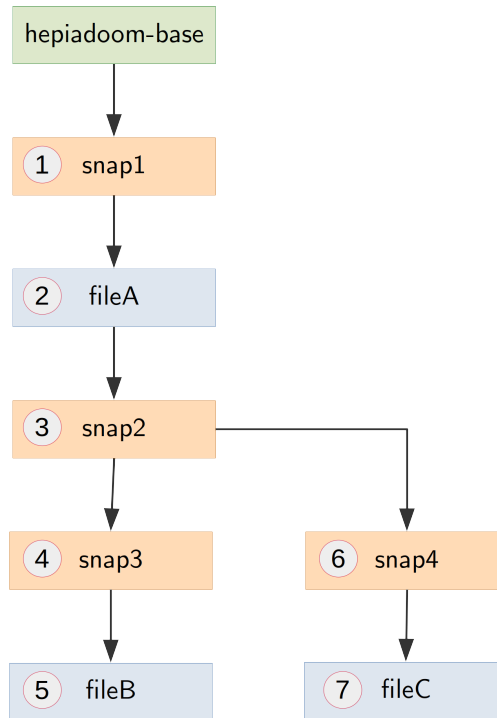 hepiadoom-base
1 snap1
2 fileA
3 snap2
4 snap3
6 snap4
5 fileB
7 fileC